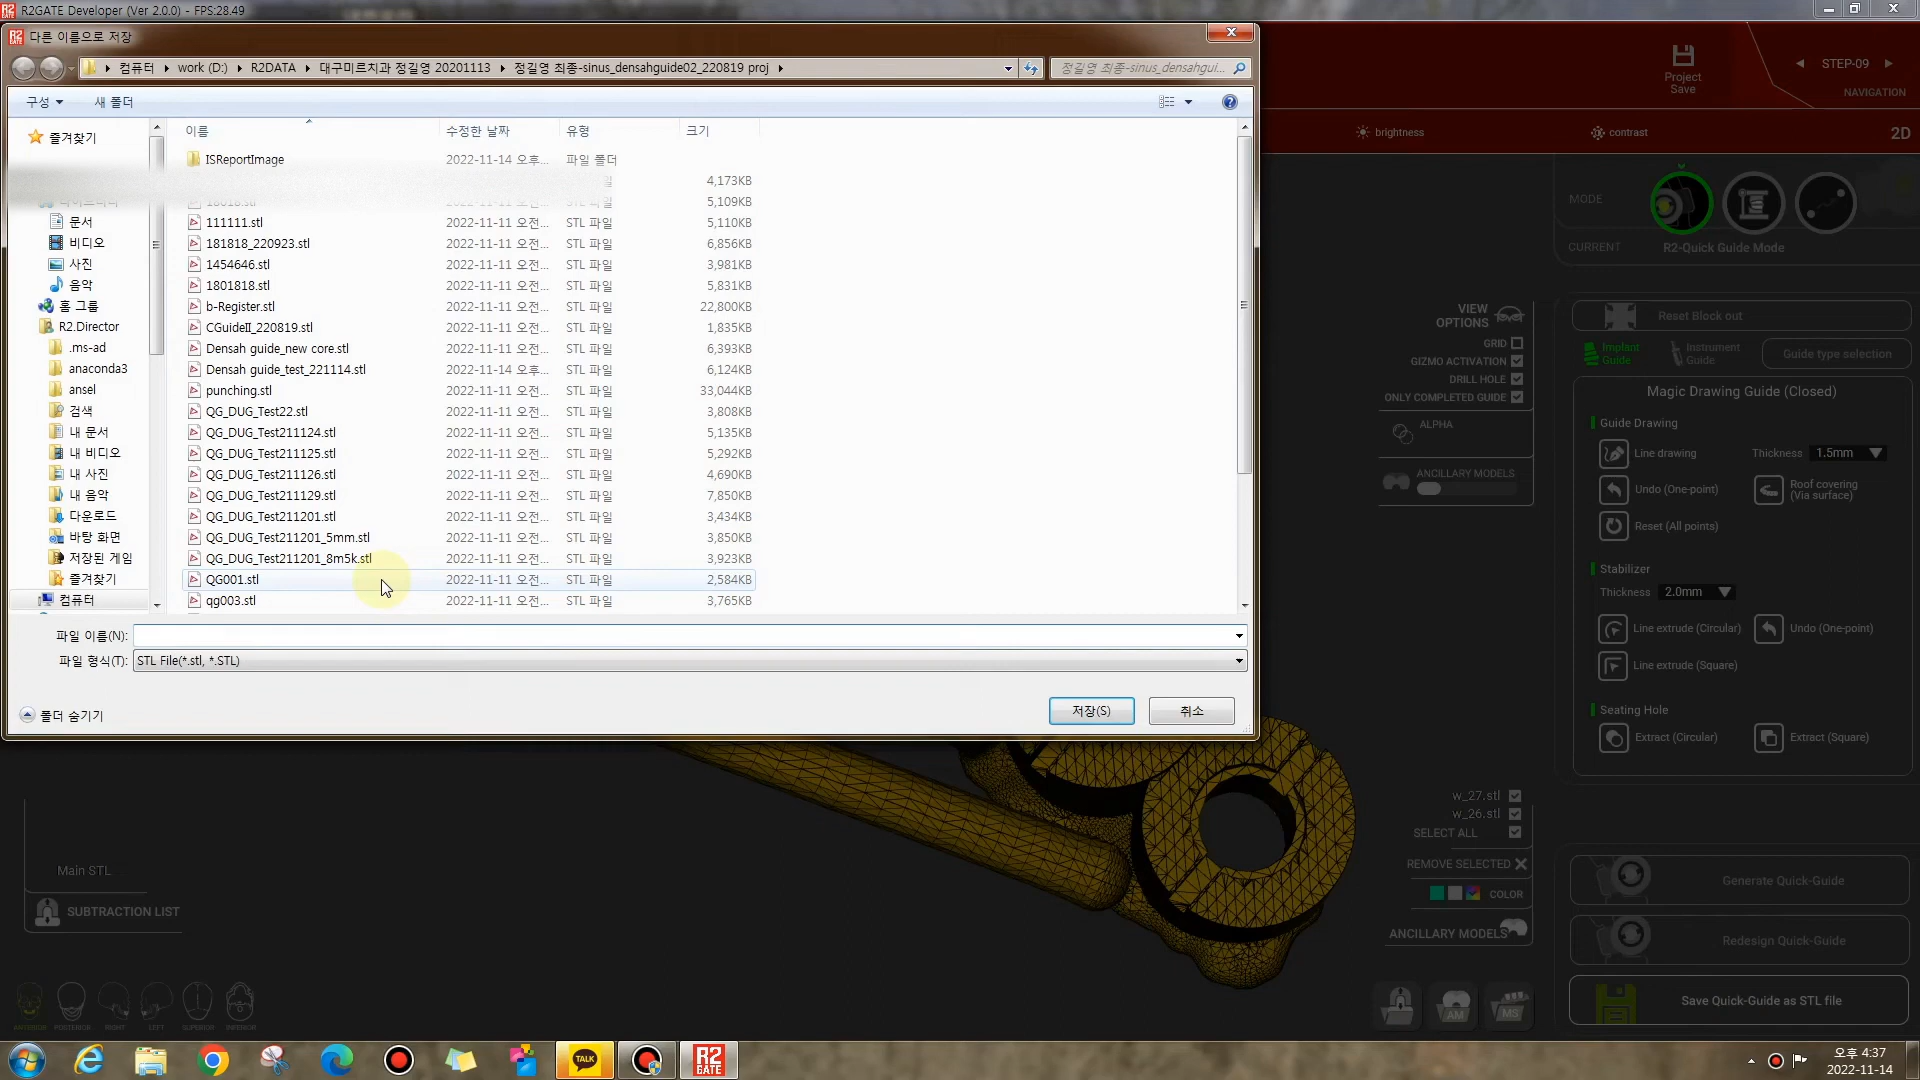 R2GATE Developer (Ver 2.0.0) - FPS:28.49
다른 이름으로 저장
컴퓨터 ▸ work (D:) ▸ R2DATA ▸ 대구미르치과 정길영 20201113 ▸ 정길영 최종-sinus_densahguide02_220819 proj ▸
정길영 최종-sinus_densahgui...
구성 새 폴더
이름 수정한 날짜 유형 크기
즐겨찾기
문서
비디오
사진
음악
홈 그룹
R2.Director
.ms-ad
anaconda3
ansel
검색
내 문서
내 비디오
내 사진
내 음악
다운로드
바탕 화면
저장된 게임
즐겨찾기
컴퓨터
ISReportImage 2022-11-14 오후... 파일 폴더
4,173KB
5,109KB
111111.stl 2022-11-11 오전... STL 파일 5,110KB
181818_220923.stl 2022-11-11 오전... STL 파일 6,856KB
1454646.stl 2022-11-11 오전... STL 파일 3,981KB
1801818.stl 2022-11-11 오전... STL 파일 5,831KB
b-Register.stl 2022-11-11 오전... STL 파일 22,800KB
CGuideII_220819.stl 2022-11-11 오전... STL 파일 1,835KB
Densah guide_new core.stl 2022-11-11 오전... STL 파일 6,393KB
Densah guide_test_221114.stl 2022-11-14 오후... STL 파일 6,124KB
punching.stl 2022-11-11 오전... STL 파일 33,044KB
QG_DUG_Test22.stl 2022-11-11 오전... STL 파일 3,808KB
QG_DUG_Test211124.stl 2022-11-11 오전... STL 파일 5,135KB
QG_DUG_Test211125.stl 2022-11-11 오전... STL 파일 5,292KB
QG_DUG_Test211126.stl 2022-11-11 오전... STL 파일 4,690KB
QG_DUG_Test211129.stl 2022-11-11 오전... STL 파일 7,850KB
QG_DUG_Test211201.stl 2022-11-11 오전... STL 파일 3,434KB
QG_DUG_Test211201_5mm.stl 2022-11-11 오전... STL 파일 3,850KB
QG_DUG_Test211201_8m5k.stl 2022-11-11 오전... STL 파일 3,923KB
QG001.stl 2022-11-11 오전... STL 파일 2,584KB
qg003.stl 2022-11-11 오전... STL 파일 3,765KB
파일 이름(N):
파일 형식(T): STL File(*.stl, *.STL)
폴더 숨기기
저장(S) 취소
Project
Save
STEP-09
NAVIGATION
brightness contrast 2D
MODE
CURRENT R2-Quick Guide Mode
VIEW
OPTIONS
GRID
GIZMO ACTIVATION
DRILL HOLE
ONLY COMPLETED GUIDE
ALPHA
ANCILLARY MODELS
Reset Block out
Implant
Guide
Instrument
Guide
Guide type selection
Magic Drawing Guide (Closed)
Guide Drawing
Line drawing Thickness 1.5mm
Undo (One-point) Roof covering
(Via surface)
Reset (All points)
Stabilizer
Thickness 2.0mm
Line extrude (Circular) Undo (One-point)
Line extrude (Square)
Seating Hole
Extract (Circular) Extract (Square)
w_27.stl
w_26.stl
SELECT ALL
REMOVE SELECTED
COLOR
ANCILLARY MODELS
Generate Quick-Guide
Redesign Quick-Guide
Save Quick-Guide as STL file
AM MS
Main STL
SUBTRACTION LIST
ANTERIOR POSTERIOR RIGHT LEFT SUPERIOR INFERIOR
TALK
R2
GATE
오후 4:37
2022-11-14